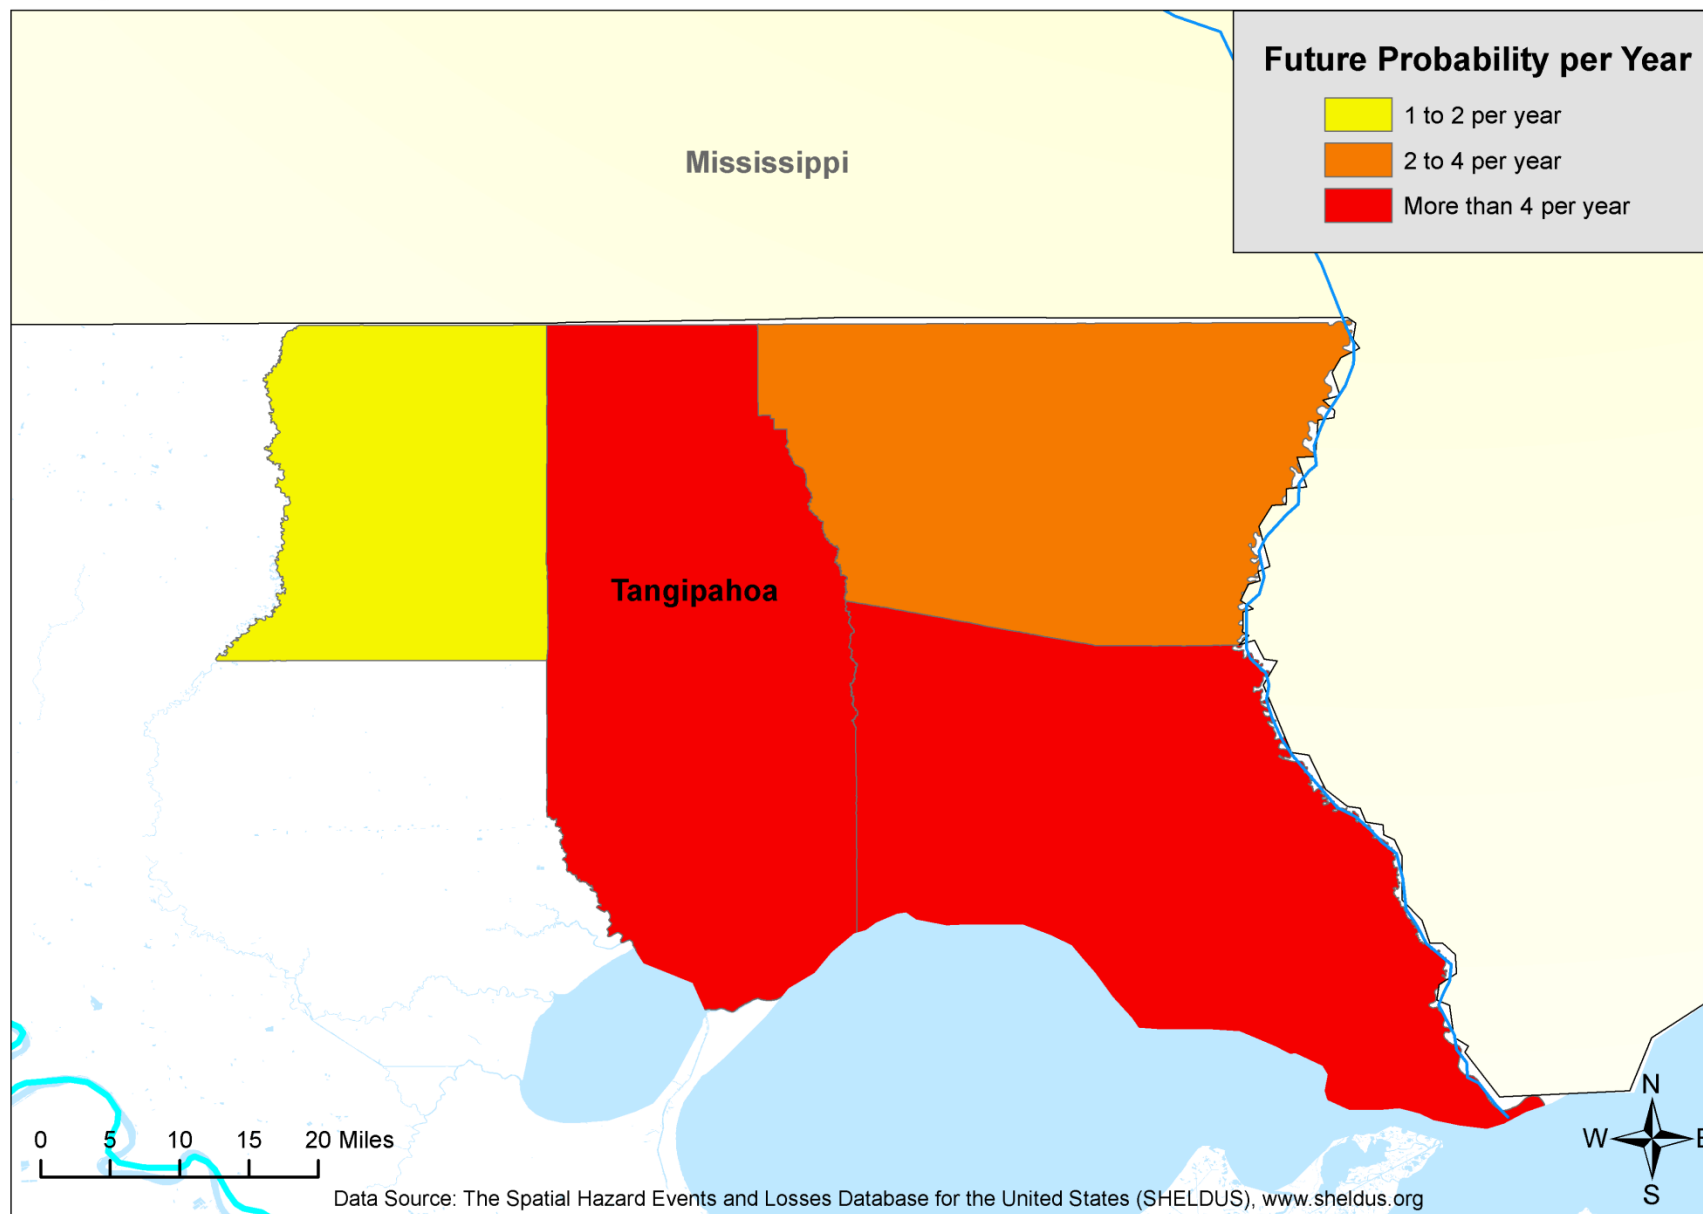 Future Probability per Year
1 to 2 per year
2 to 4 per year
More than 4 per year
Mississippi
Tangipahoa
N
W E
S
0 5 10 15 20 Miles
Data Source: The Spatial Hazard Events and Losses Database for the United States (SHELDUS), www.sheldus.org